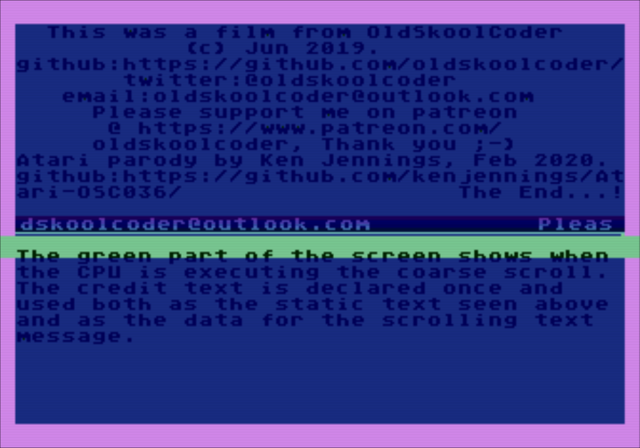 This was a film from OldSkoolCoder
(c) Jun 2019.
github:https://github.com/oldskoolcoder/
twitter:@oldskoolcoder
email:oldskoolcoder@outlook.com
Please support me on patreon
@ https://www.patreon.com/
oldskoolcoder, Thank you ;-)
Atari parody by Ken Jennings, Feb 2020.
github:https://github.com/kenjennings/At
ari-OSC036/ The End...!
dskoolcoder@outlook.com Pleas
The green part of the screen shows when
the CPU is executing the coarse scroll.
The credit text is declared once and
used both as the static text seen above
and as the data for the scrolling text
message.